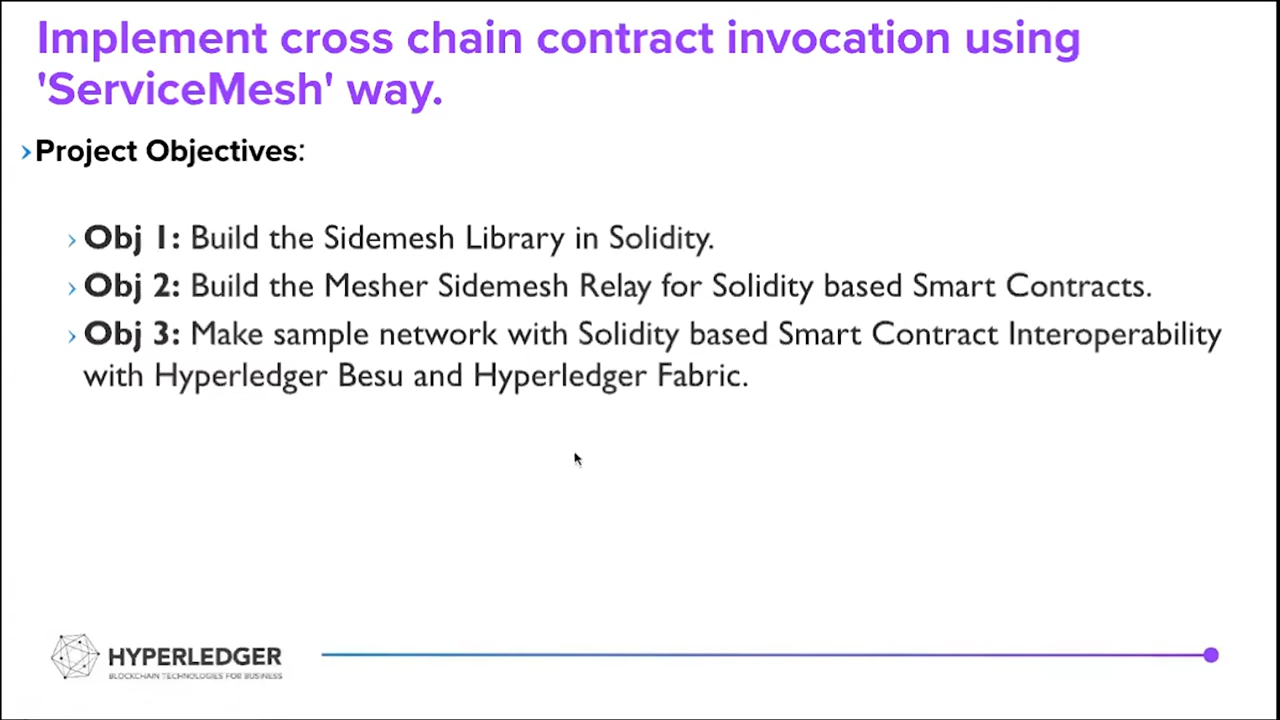 Implement cross chain contract invocation using
'ServiceMesh' way.
Project Objectives:
Obj 1: Build the Sidemesh Library in Solidity.
Obj 2: Build the Mesher Sidemesh Relay for Solidity based Smart Contracts.
Obj 3: Make sample network with Solidity based Smart Contract Interoperability
with Hyperledger Besu and Hyperledger Fabric.
HYPERLEDGER
BLOCKCHAIN TECHNOLOGIES FOR BUSINESS